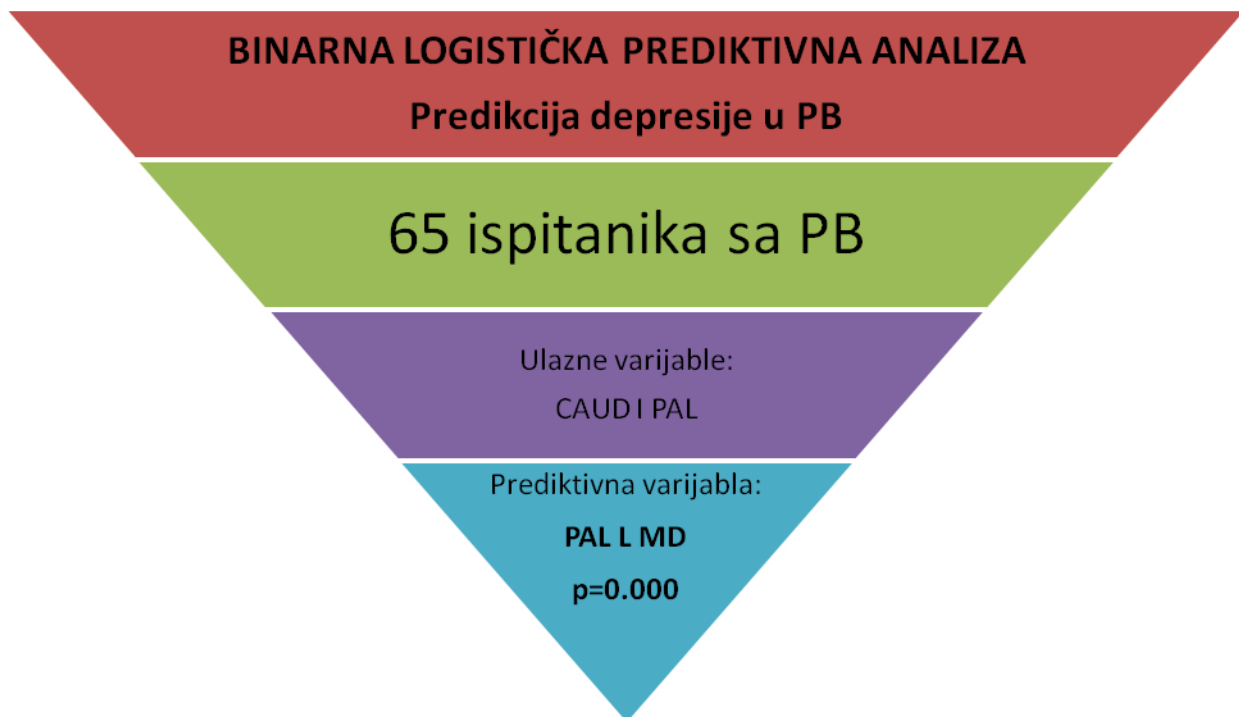 BINARNA LOGISTIČKA PREDIKTIVNA ANALIZA
Predikcija depresije u PB
65 ispitanika sa PB
Ulazne varijable:
CAUD I PAL
Prediktivna varijabla:
PAL L MD
p=0.000